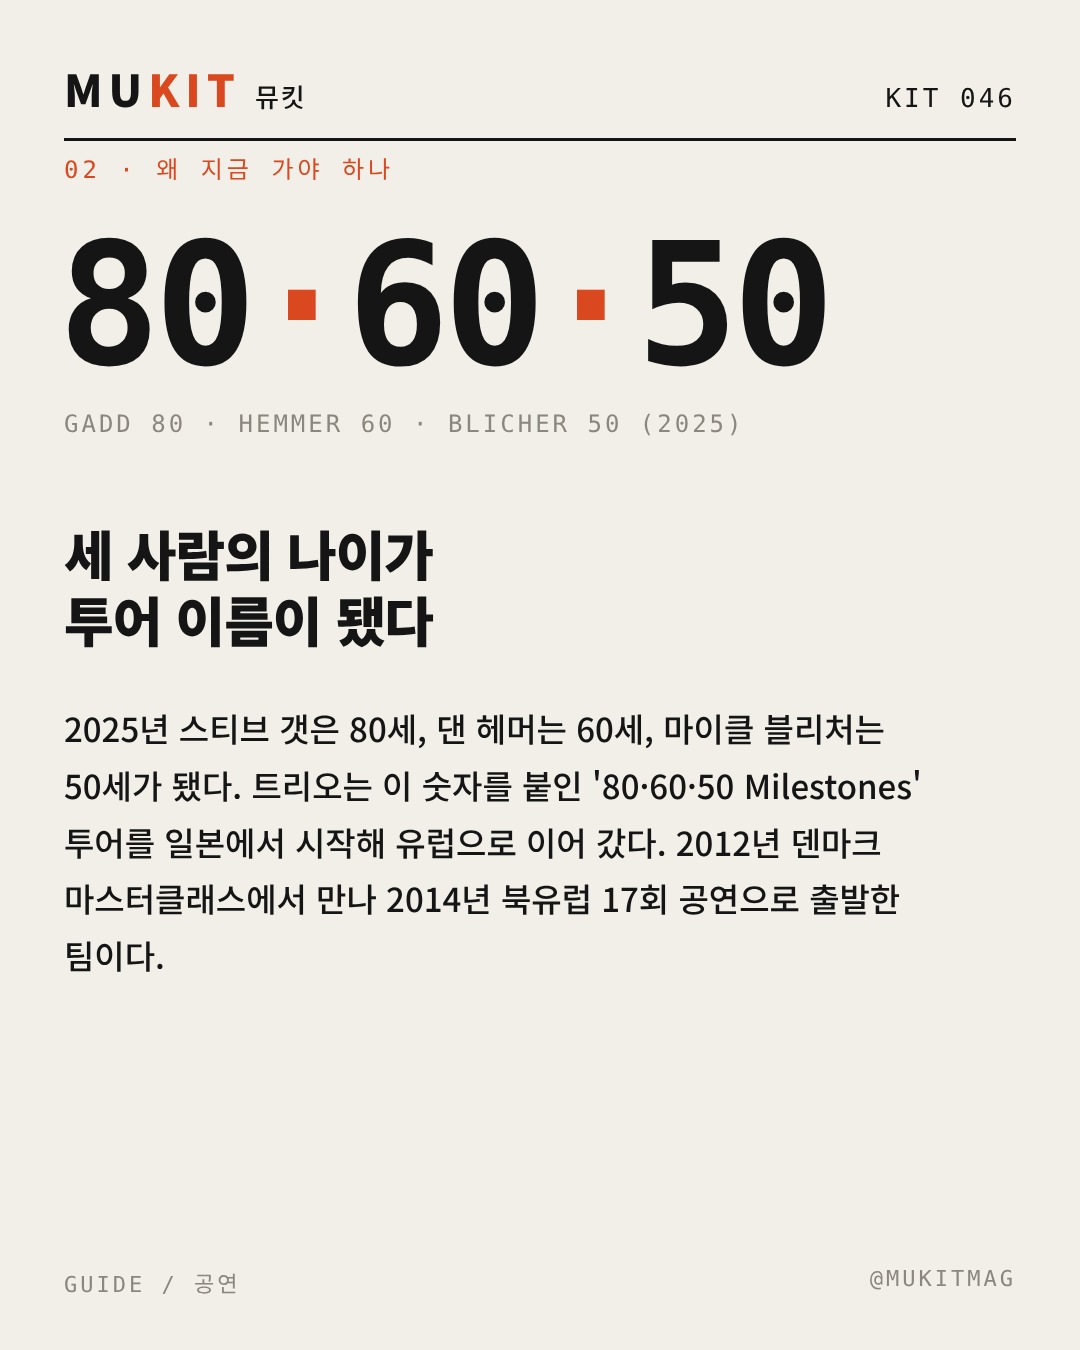 MUKIT 뮤킷
KIT 046
02 · 왜 지금 가야 하나
80·60·50
GADD 80 · HEMMER 60 · BLICHER 50 (2025)
세 사람의 나이가
투어 이름이 됐다
2025년 스티브 갯은 80세, 댄 헤머는 60세, 마이클 블리처는
50세가 됐다. 트리오는 이 숫자를 붙인 '80·60·50 Milestones'
투어를 일본에서 시작해 유럽으로 이어 갔다. 2012년 덴마크
마스터클래스에서 만나 2014년 북유럽 17회 공연으로 출발한
팀이다.
GUIDE / 공연
@MUKITMAG